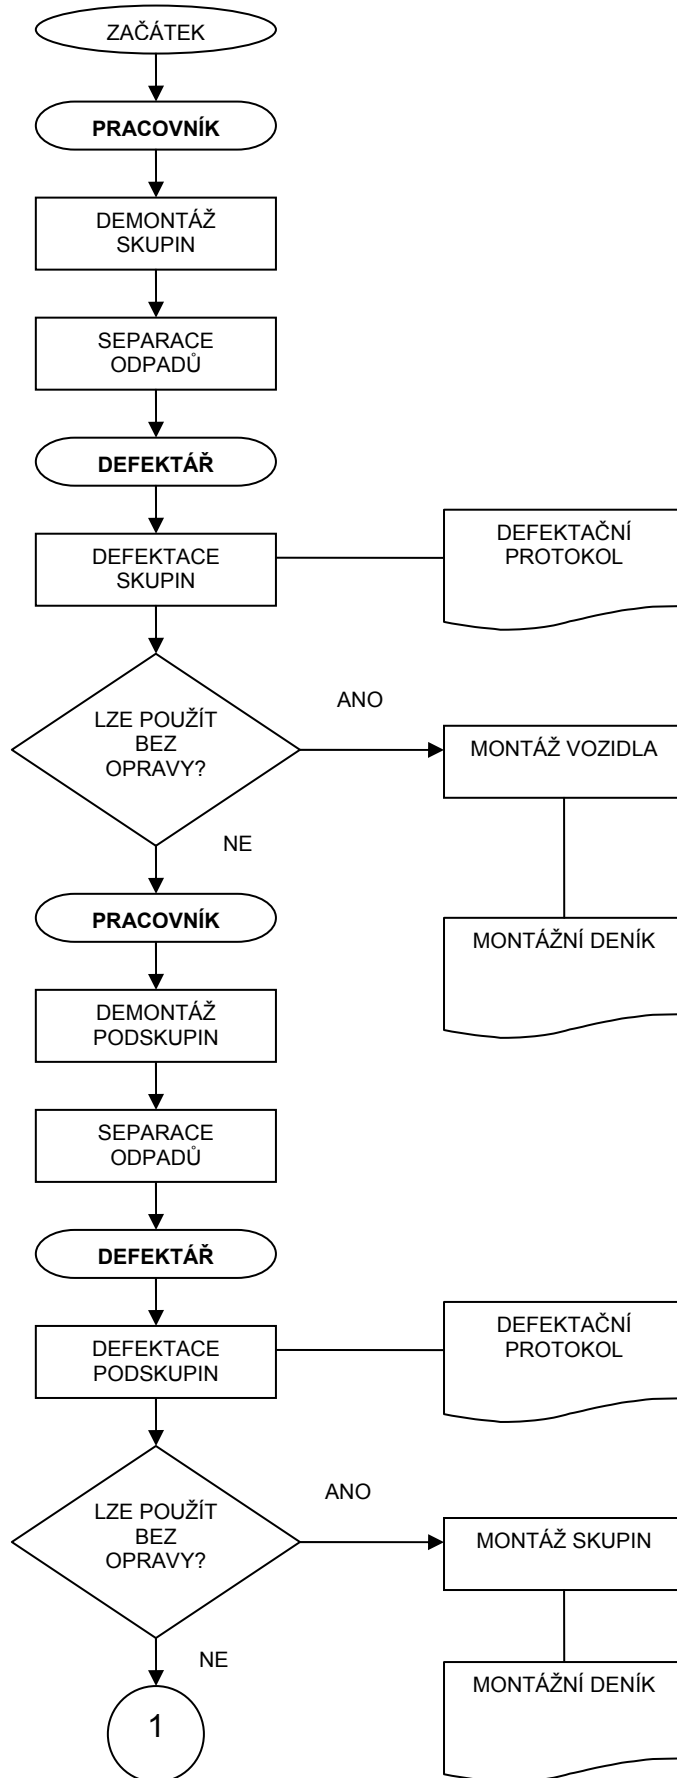 ZAČÁTEK
PRACOVNÍK
DEMONTÁŽ
SKUPIN
SEPARACE
ODPADŮ
DEFEKTÁŘ
DEFEKTACE
SKUPIN
DEFEKTAČNÍ
PROTOKOL
LZE POUŽÍT
BEZ
OPRAVY?
ANO
MONTÁŽ VOZIDLA
NE
MONTÁŽNÍ DENÍK
PRACOVNÍK
DEMONTÁŽ
PODSKUPIN
SEPARACE
ODPADŮ
DEFEKTÁŘ
DEFEKTACE
PODSKUPIN
DEFEKTAČNÍ
PROTOKOL
LZE POUŽÍT
BEZ
OPRAVY?
ANO
MONTÁŽ SKUPIN
NE
MONTÁŽNÍ DENÍK
1